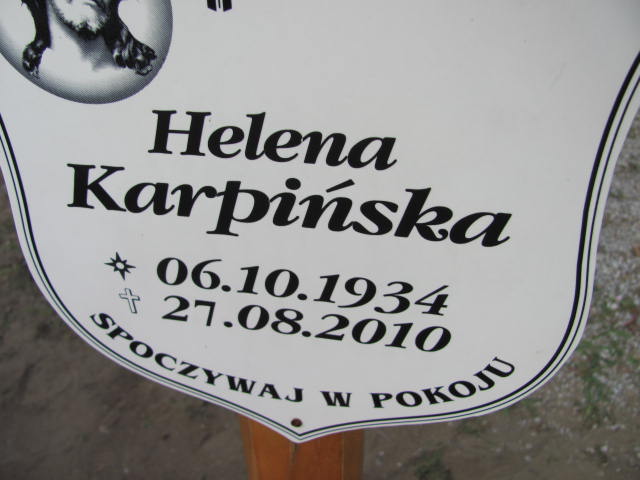 Helena
Karpińska
06.10.1934
27.08.2010
SPOCZYWAJ W POKOJU